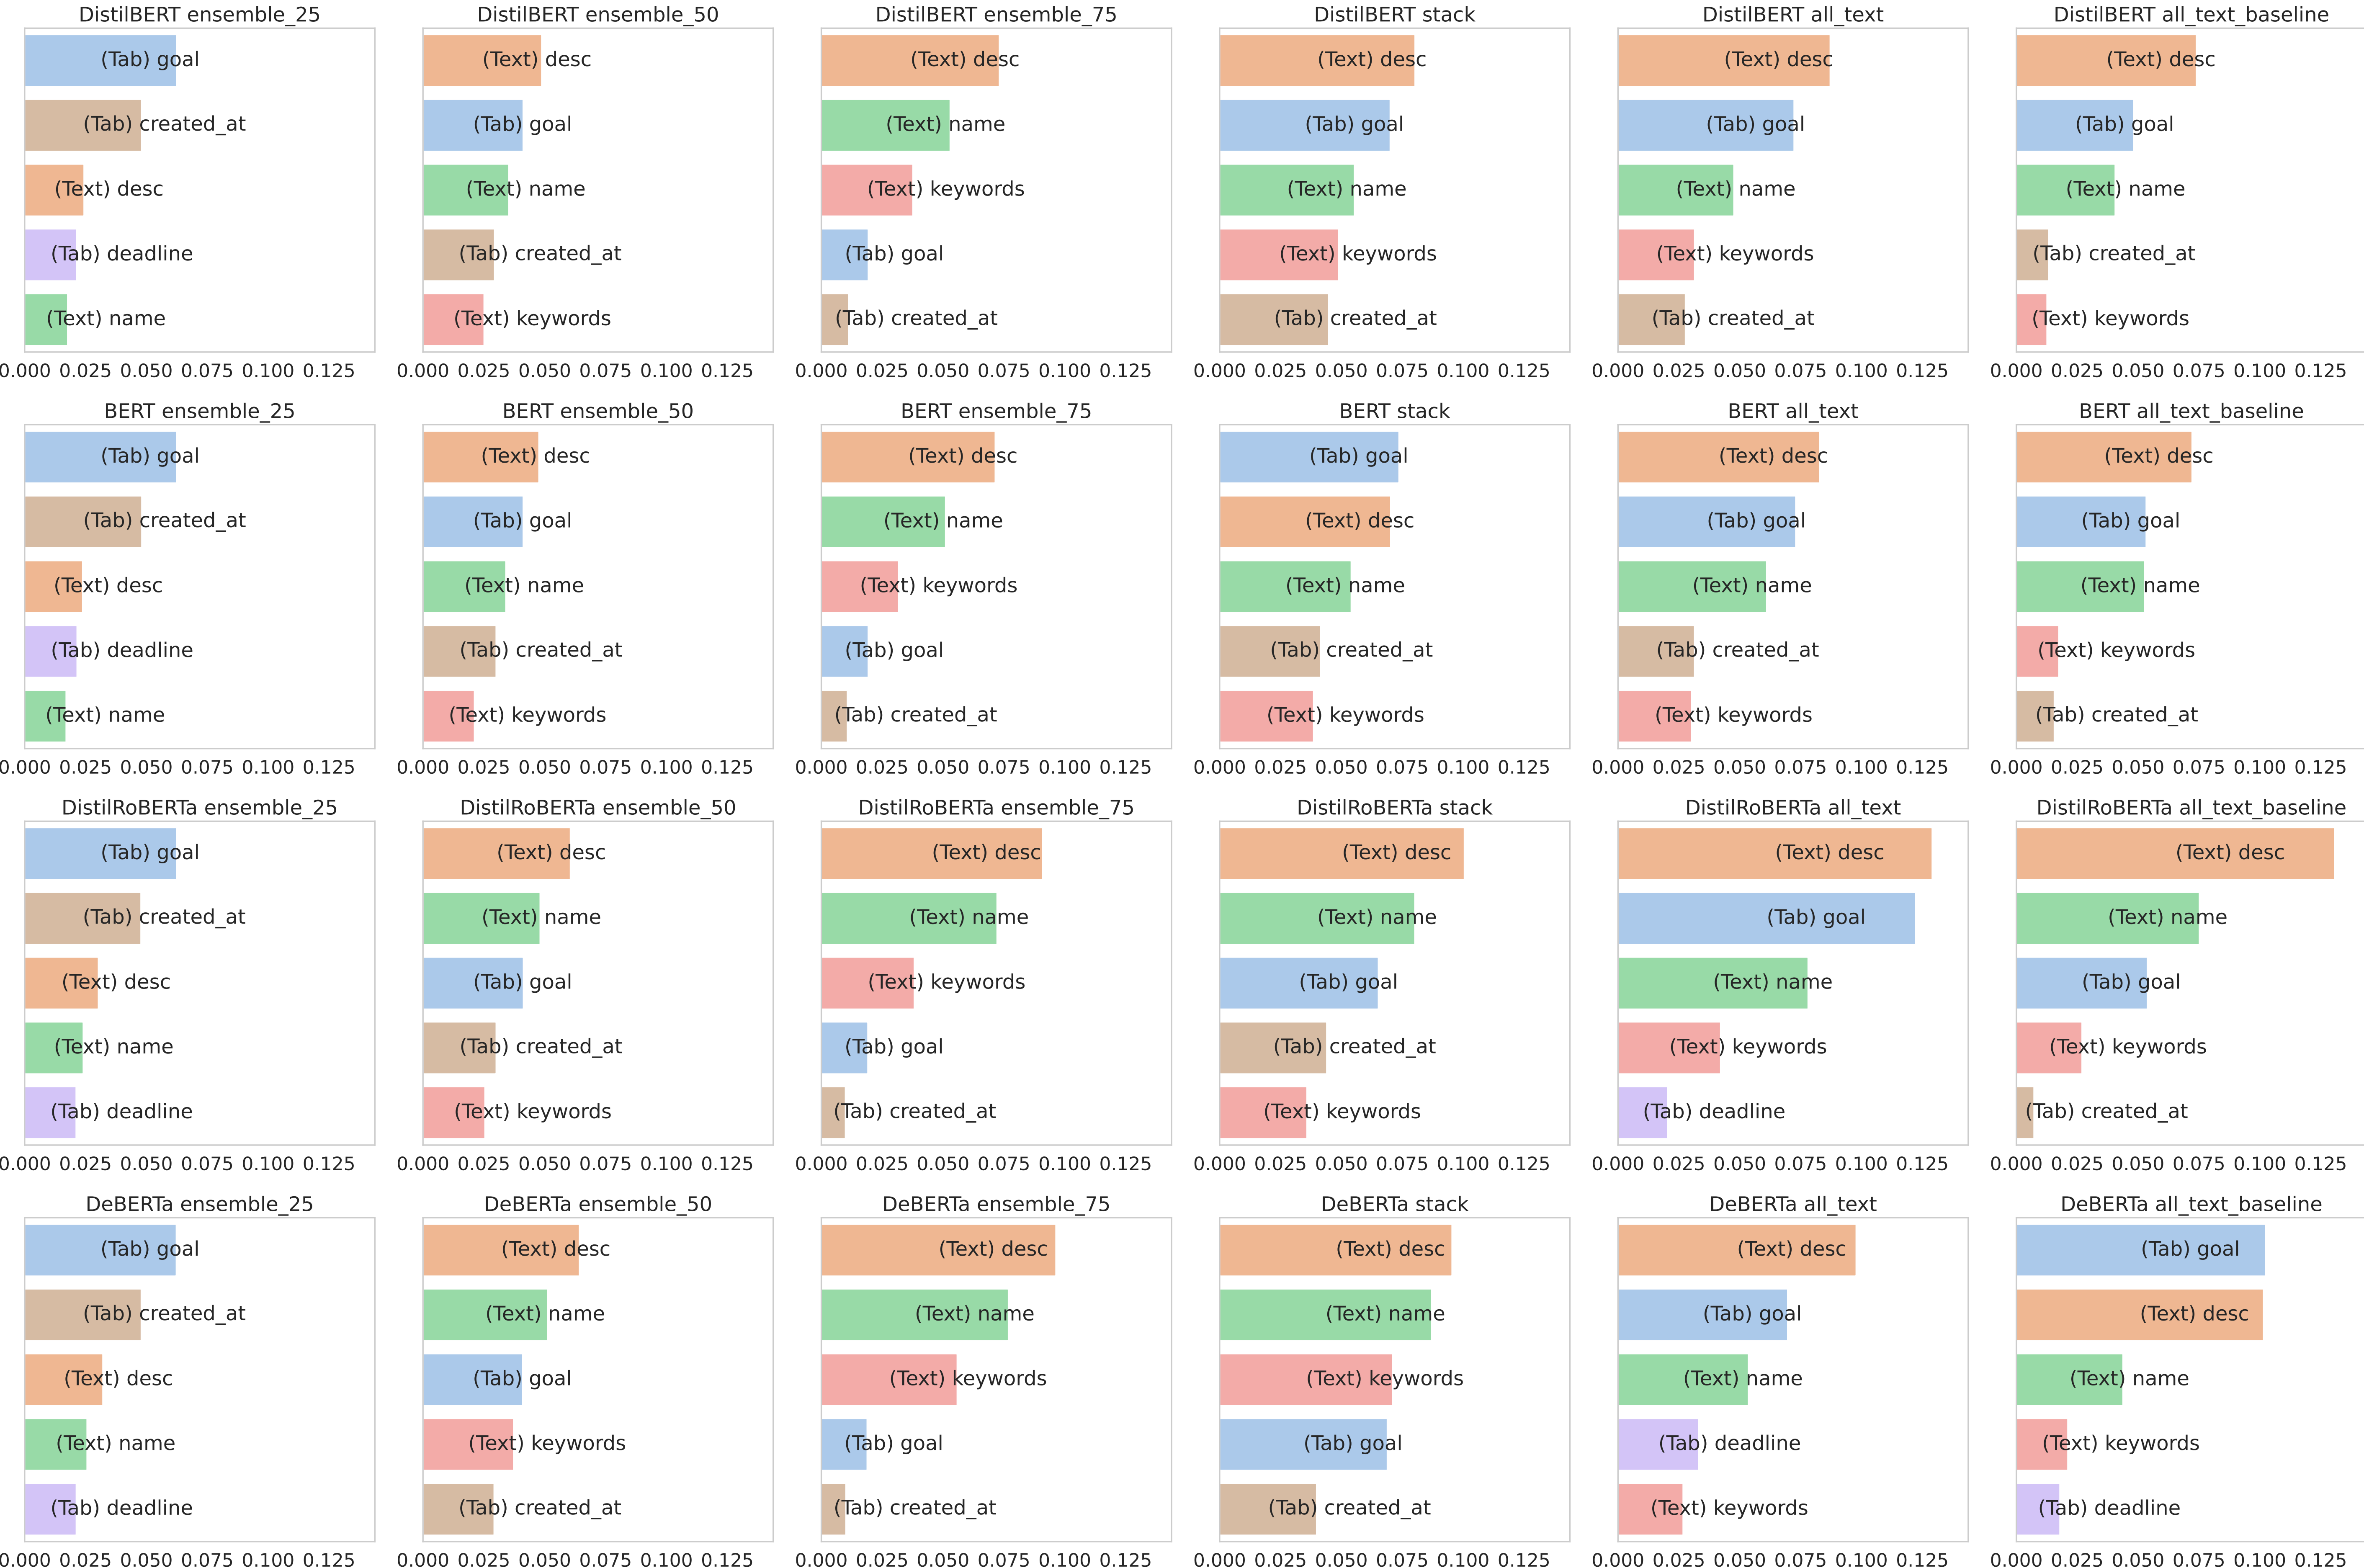 DistilBERT ensemble_25
(Tab) goal
(Tab) created_at
(Text) desc
(Tab) deadline
(Text) name
0.000 0.025 0.050 0.075 0.100 0.125
DistilBERT ensemble_50
(Text) desc
(Tab) goal
(Text) name
(Tab) created_at
(Text) keywords
0.000 0.025 0.050 0.075 0.100 0.125
DistilBERT ensemble_75
(Text) desc
(Text) name
(Text) keywords
(Tab) goal
(Tab) created_at
0.000 0.025 0.050 0.075 0.100 0.125
DistilBERT stack
(Text) desc
(Tab) goal
(Text) name
(Text) keywords
(Tab) created_at
0.000 0.025 0.050 0.075 0.100 0.125
DistilBERT all_text
(Text) desc
(Tab) goal
(Text) name
(Text) keywords
(Tab) created_at
0.000 0.025 0.050 0.075 0.100 0.125
DistilBERT all_text_baseline
(Text) desc
(Tab) goal
(Text) name
(Tab) created_at
(Text) keywords
0.000 0.025 0.050 0.075 0.100 0.125
BERT ensemble_25
(Tab) goal
(Tab) created_at
(Text) desc
(Tab) deadline
(Text) name
0.000 0.025 0.050 0.075 0.100 0.125
BERT ensemble_50
(Text) desc
(Tab) goal
(Text) name
(Tab) created_at
(Text) keywords
0.000 0.025 0.050 0.075 0.100 0.125
BERT ensemble_75
(Text) desc
(Text) name
(Text) keywords
(Tab) goal
(Tab) created_at
0.000 0.025 0.050 0.075 0.100 0.125
BERT stack
(Tab) goal
(Text) desc
(Text) name
(Tab) created_at
(Text) keywords
0.000 0.025 0.050 0.075 0.100 0.125
BERT all_text
(Text) desc
(Tab) goal
(Text) name
(Tab) created_at
(Text) keywords
0.000 0.025 0.050 0.075 0.100 0.125
BERT all_text_baseline
(Text) desc
(Tab) goal
(Text) name
(Text) keywords
(Tab) created_at
0.000 0.025 0.050 0.075 0.100 0.125
DistilRoBERTa ensemble_25
(Tab) goal
(Tab) created_at
(Text) desc
(Text) name
(Tab) deadline
0.000 0.025 0.050 0.075 0.100 0.125
DistilRoBERTa ensemble_50
(Text) desc
(Text) name
(Tab) goal
(Tab) created_at
(Text) keywords
0.000 0.025 0.050 0.075 0.100 0.125
DistilRoBERTa ensemble_75
(Text) desc
(Text) name
(Text) keywords
(Tab) goal
(Tab) created_at
0.000 0.025 0.050 0.075 0.100 0.125
DistilRoBERTa stack
(Text) desc
(Text) name
(Tab) goal
(Tab) created_at
(Text) keywords
0.000 0.025 0.050 0.075 0.100 0.125
DistilRoBERTa all_text
(Text) desc
(Tab) goal
(Text) name
(Text) keywords
(Tab) deadline
0.000 0.025 0.050 0.075 0.100 0.125
DistilRoBERTa all_text_baseline
(Text) desc
(Text) name
(Tab) goal
(Text) keywords
(Tab) created_at
0.000 0.025 0.050 0.075 0.100 0.125
DeBERTa ensemble_25
(Tab) goal
(Tab) created_at
(Text) desc
(Text) name
(Tab) deadline
0.000 0.025 0.050 0.075 0.100 0.125
DeBERTa ensemble_50
(Text) desc
(Text) name
(Tab) goal
(Text) keywords
(Tab) created_at
0.000 0.025 0.050 0.075 0.100 0.125
DeBERTa ensemble_75
(Text) desc
(Text) name
(Text) keywords
(Tab) goal
(Tab) created_at
0.000 0.025 0.050 0.075 0.100 0.125
DeBERTa stack
(Text) desc
(Text) name
(Text) keywords
(Tab) goal
(Tab) created_at
0.000 0.025 0.050 0.075 0.100 0.125
DeBERTa all_text
(Text) desc
(Tab) goal
(Text) name
(Tab) deadline
(Text) keywords
0.000 0.025 0.050 0.075 0.100 0.125
DeBERTa all_text_baseline
(Tab) goal
(Text) desc
(Text) name
(Text) keywords
(Tab) deadline
0.000 0.025 0.050 0.075 0.100 0.125